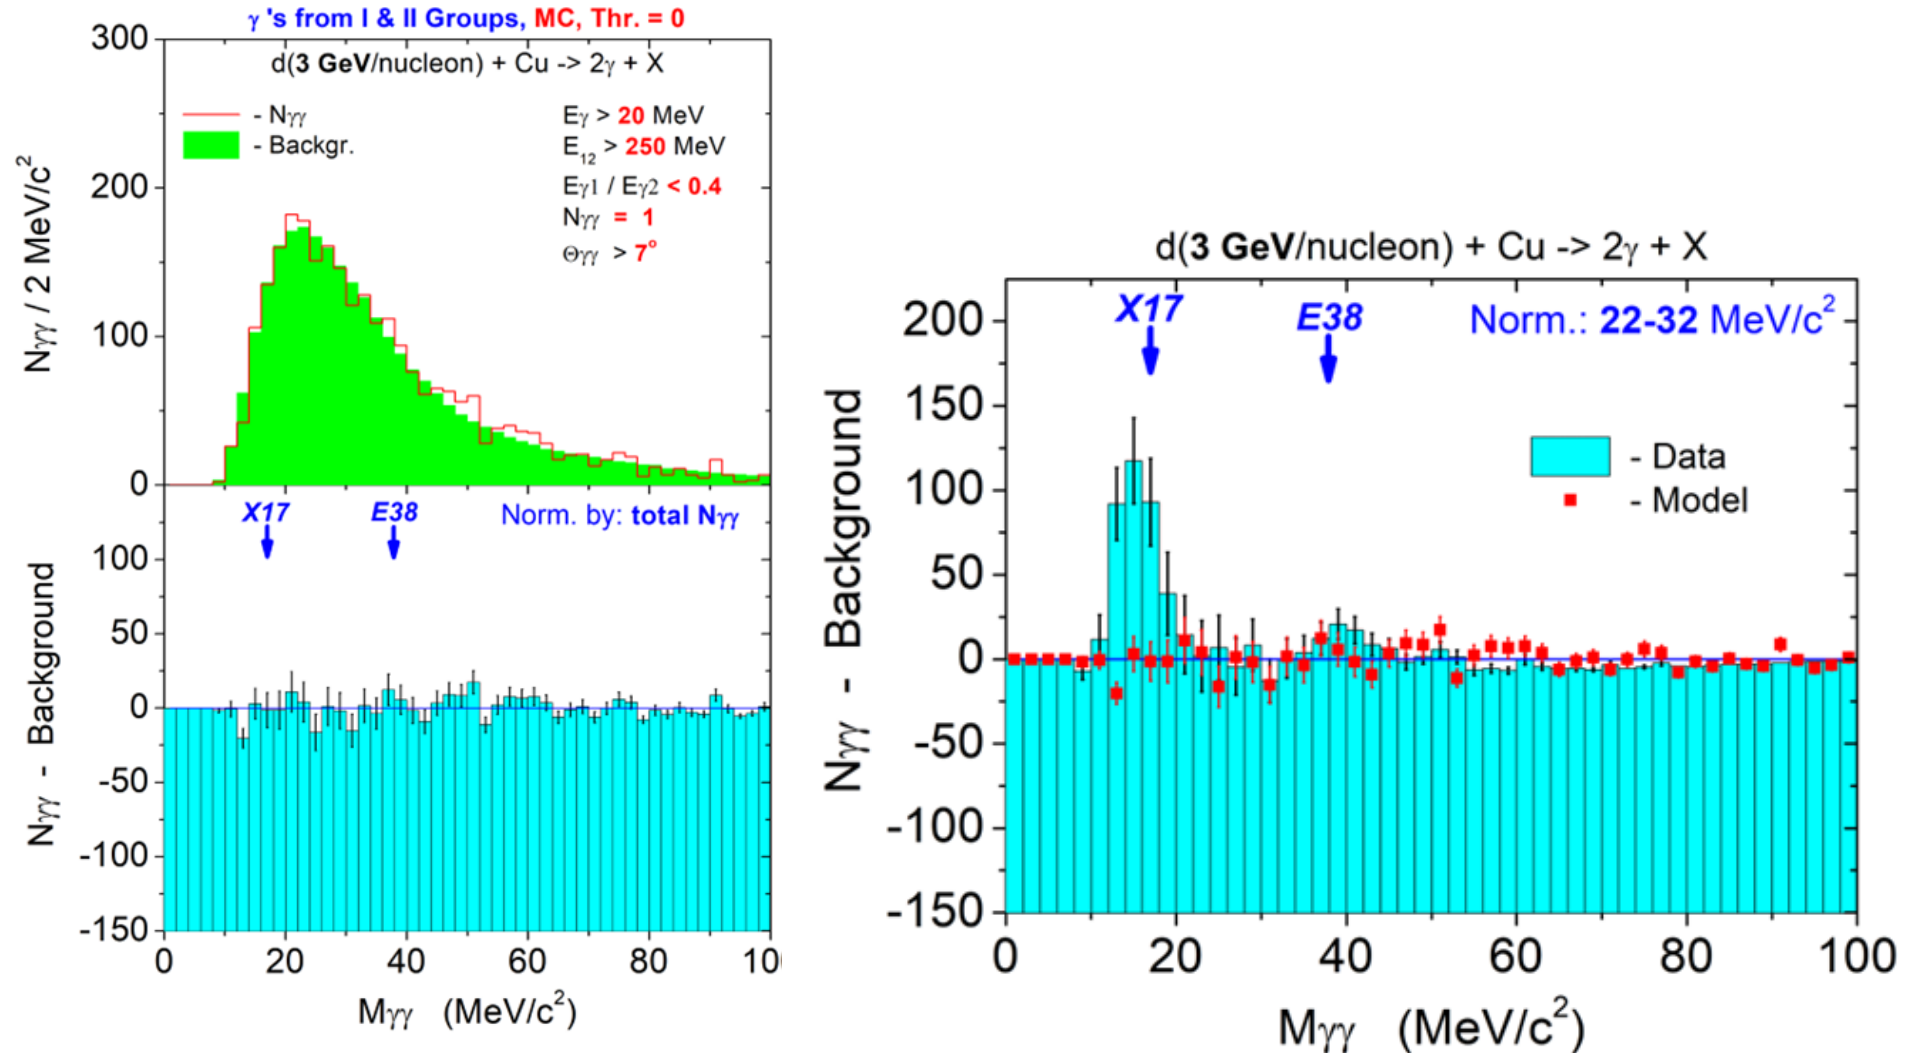 γ 's from I & II Groups, MC, Thr. = 0
d(3 GeV/nucleon) + Cu -> 2γ + X
- Nγγ
- Backgr.
Eγ > 20 MeV
E₁₂ > 250 MeV
Eγ1 / Eγ2 < 0.4
Nγγ = 1
Θγγ > 7°
Nγγ / 2 MeV/c²
300
200
100
0
X17
E38
Norm. by: total Nγγ
Nγγ - Background
100
50
0
-50
-100
-150
0 20 40 60 80 10
Mγγ (MeV/c²)
d(3 GeV/nucleon) + Cu -> 2γ + X
X17
E38
Norm.: 22-32 MeV/c²
- Data
- Model
Nγγ - Background
200
150
100
50
0
-50
-100
-150
0 20 40 60 80 100
Mγγ (MeV/c²)